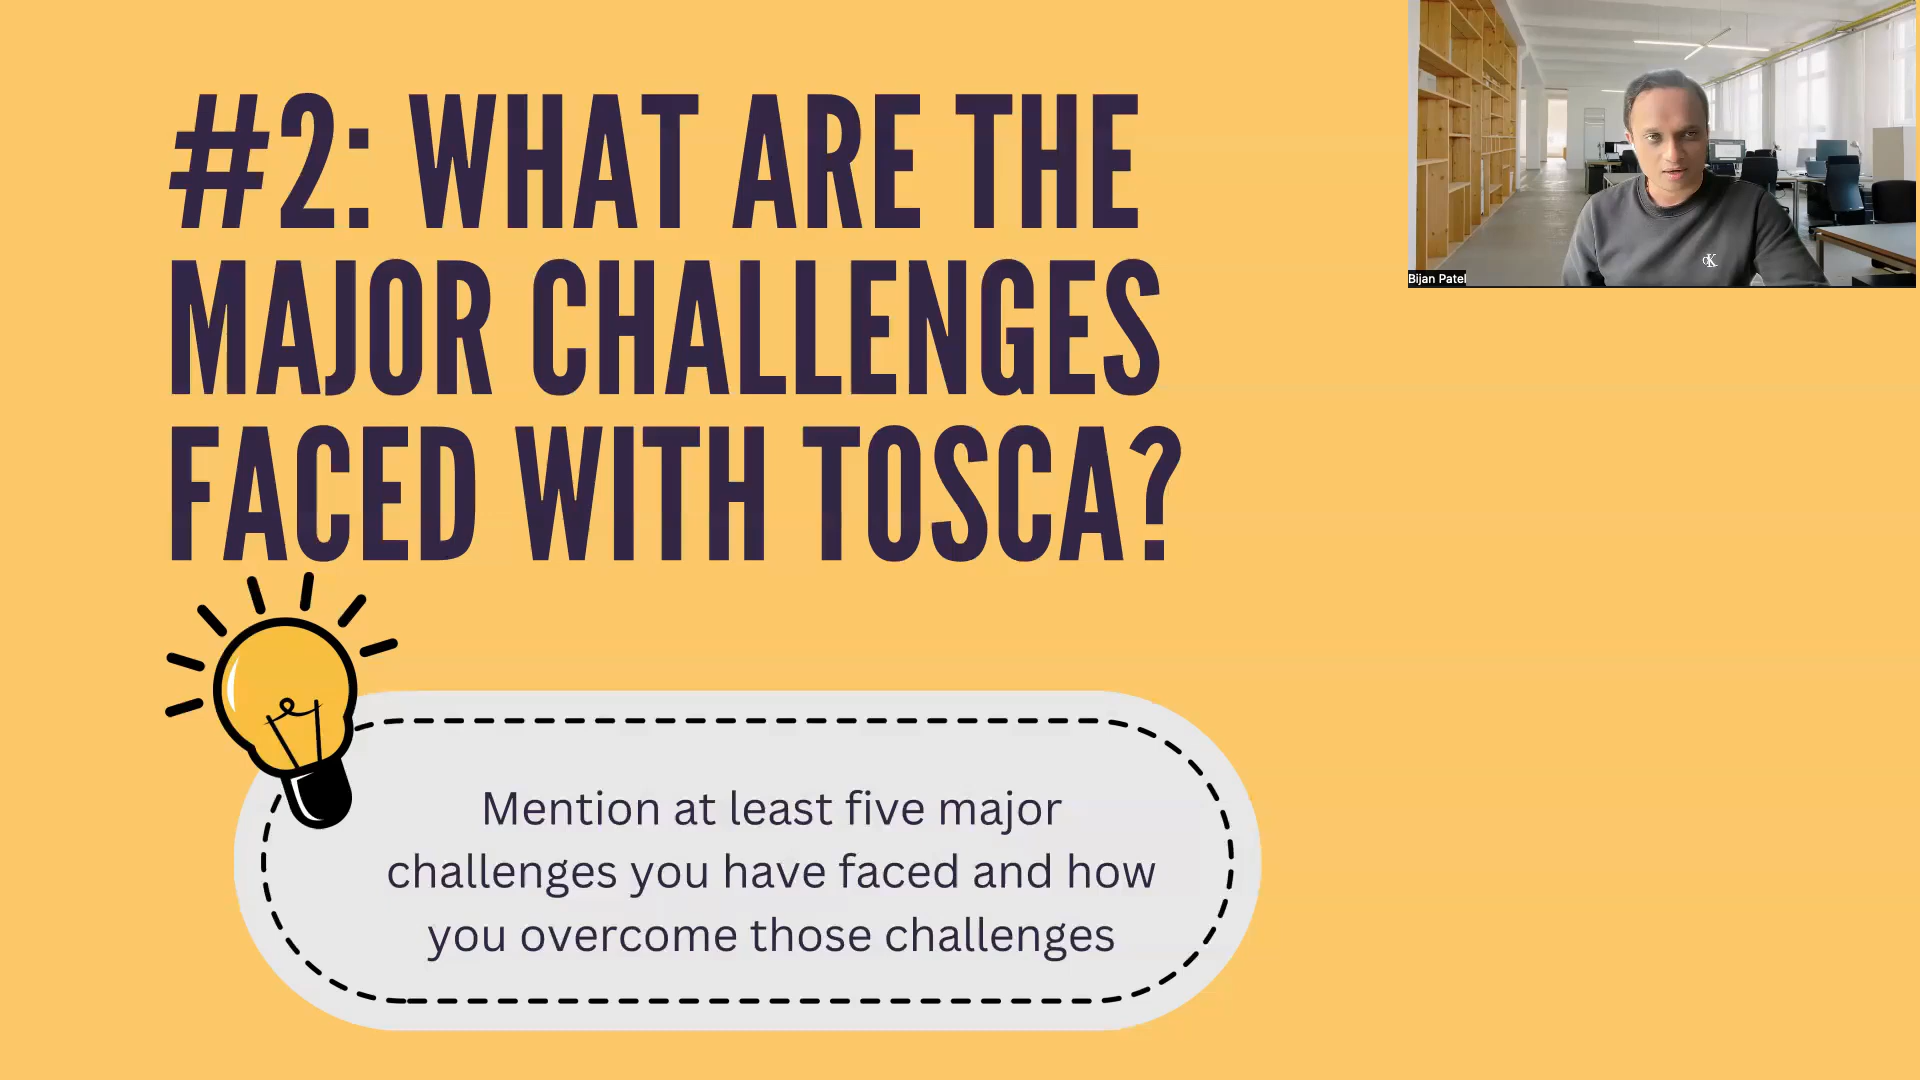 #2: WHAT ARE THE
MAJOR CHALLENGES
FACED WITH TOSCA?
Mention at least five major
challenges you have faced and how
you overcome those challenges
Bijan Patel
CK